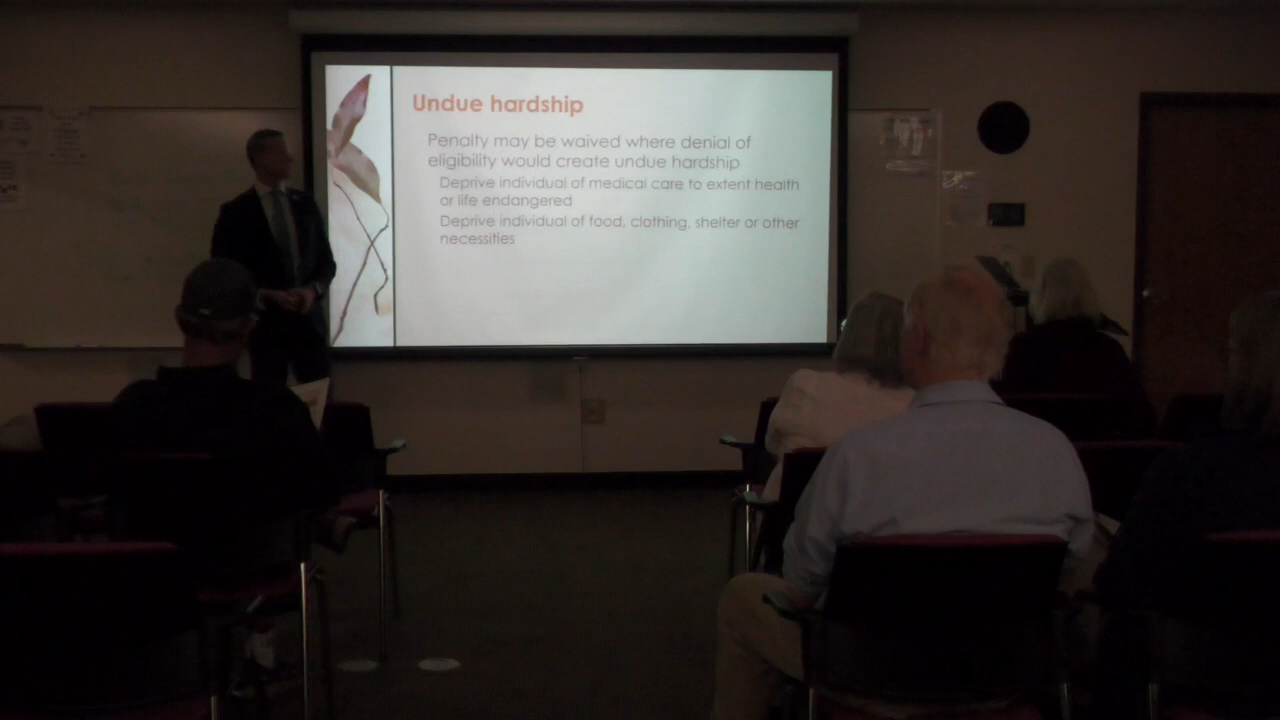 Undue hardship
Penalty may be waived where denial of
eligibility would create undue hardship
Deprive individual of medical care to extent health
or life endangered
Deprive individual of food, clothing, shelter or other
necessities